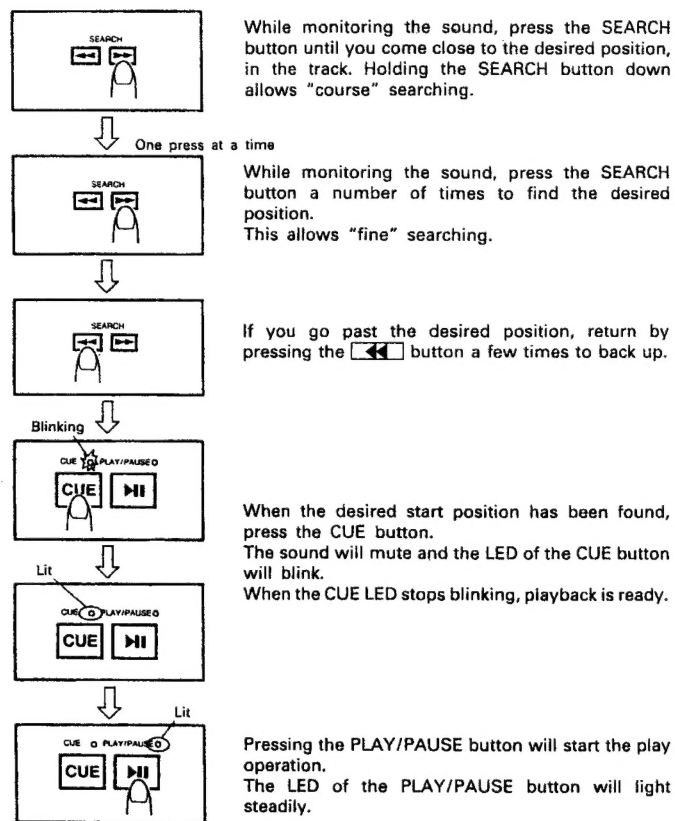 SEARCH
While monitoring the sound, press the SEARCH
button until you come close to the desired position,
in the track. Holding the SEARCH button down
allows "course" searching.
One press at a time
SEARCH
While monitoring the sound, press the SEARCH
button a number of times to find the desired
position.
This allows "fine" searching.
SEARCH
If you go past the desired position, return by
pressing the ◀◀ button a few times to back up.
Blinking
CUE PLAY/PAUSE
CUE ▶II
When the desired start position has been found,
press the CUE button.
The sound will mute and the LED of the CUE button
will blink.
When the CUE LED stops blinking, playback is ready.
Lit
CUE PLAY/PAUSE
CUE ▶II
Lit
CUE PLAY/PAUSE
CUE ▶II
Pressing the PLAY/PAUSE button will start the play
operation.
The LED of the PLAY/PAUSE button will light
steadily.